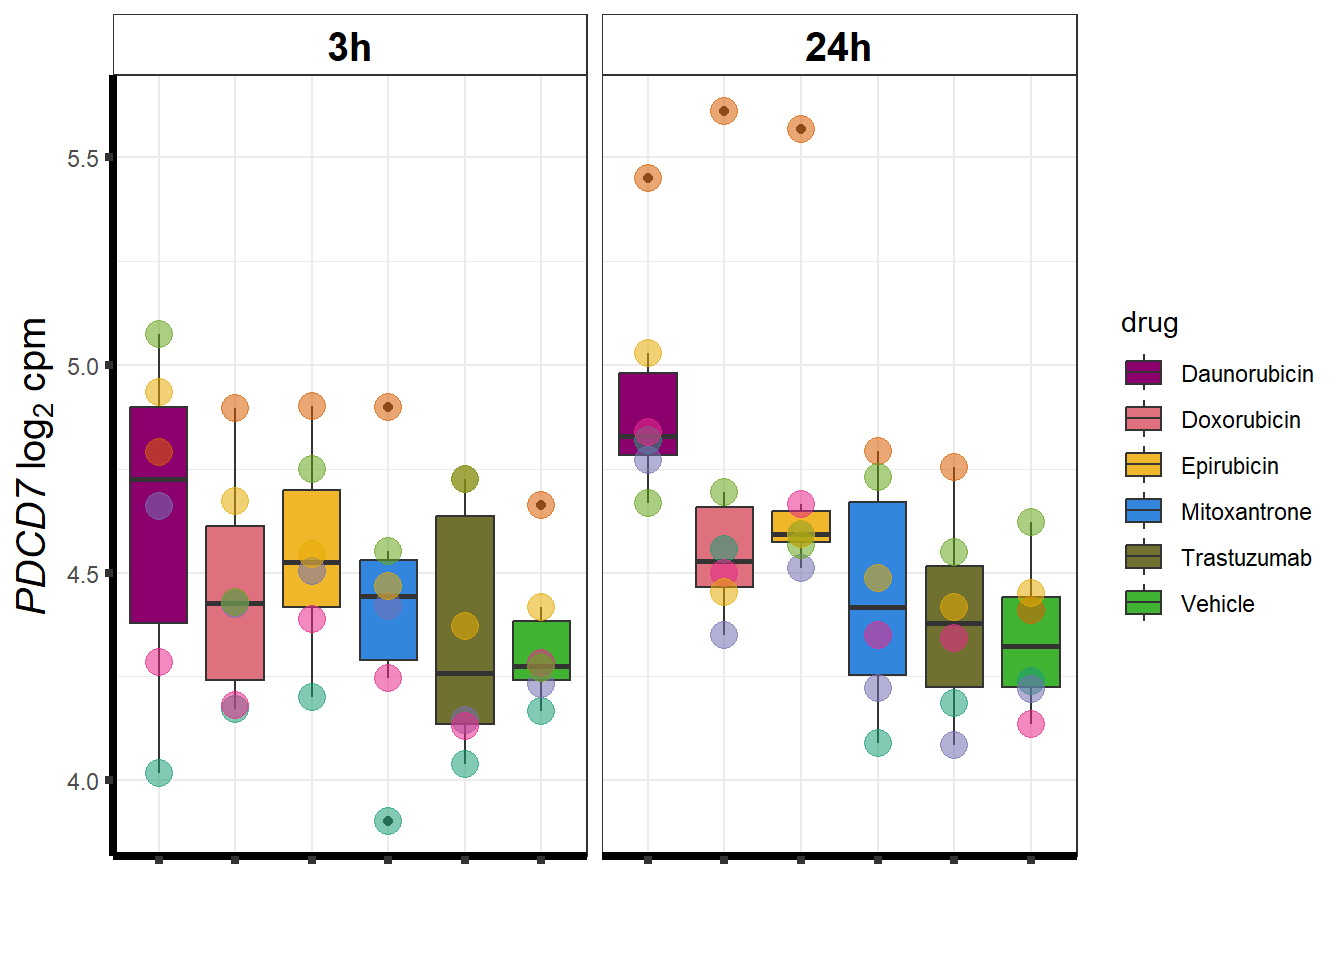 3h
24h
PDCD7 log₂ cpm
5.5
5.0
4.5
4.0
drug
Daunorubicin
Doxorubicin
Epirubicin
Mitoxantrone
Trastuzumab
Vehicle